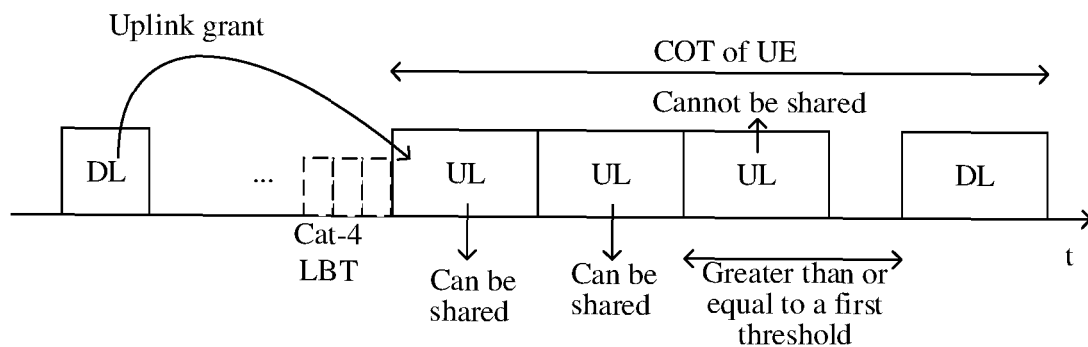 Uplink grant
COT of UE
Cannot be shared
DL
...
UL
UL
UL
DL
Cat-4
LBT
t
Can be
shared
Can be
shared
Greater than or
equal to a first
threshold